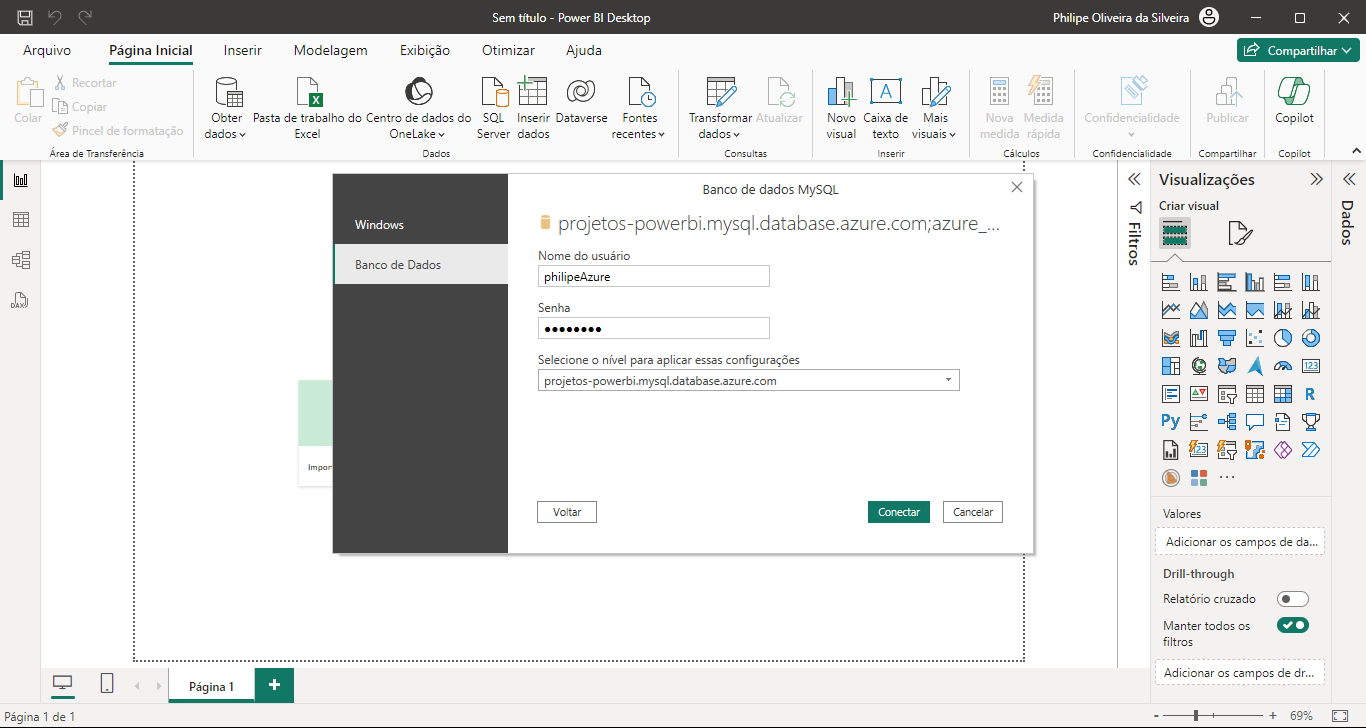 Sem título - Power BI Desktop
Philipe Oliveira da Silveira
Arquivo
Página Inicial
Inserir
Modelagem
Exibição
Otimizar
Ajuda
Compartilhar
Colar
Recortar
Copiar
Pincel de formatação
Área de Transferência
Obter
dados
Pasta de trabalho do
Excel
Centro de dados do
OneLake
SQL
Server
Inserir
dados
Dataverse
Fontes
recentes
Dados
Transformar
dados
Atualizar
Consultas
Novo
visual
Caixa de
texto
Mais
visuais
Inserir
Nova
medida
Medida
rápida
Cálculos
Confidencialidade
Confidencialidade
Publicar
Compartilhar
Copilot
Copilot
DAX
Impor
Banco de dados MySQL
Windows
Banco de Dados
projetos-powerbi.mysql.database.azure.com;azure_...
Nome do usuário
philipeAzure
Senha
●●●●●●●●
Selecione o nível para aplicar essas configurações
projetos-powerbi.mysql.database.azure.com
Voltar
Conectar
Cancelar
Filtros
Visualizações
Criar visual
123
R
Py
123
...
Valores
Adicionar os campos de da...
Drill-through
Relatório cruzado
Manter todos os
filtros
Adicionar os campos de dr...
Dados
Página 1
+
Página 1 de 1
- + 69%